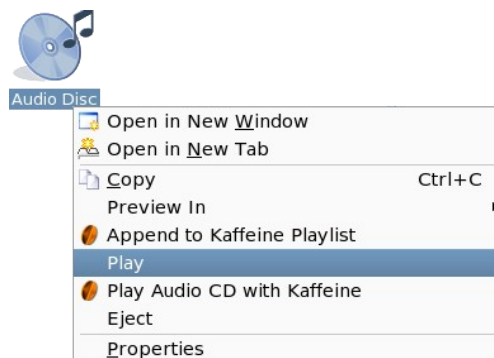 Audio Disc
Open in New Window
Open in New Tab
Copy Ctrl+C
Preview In
Append to Kaffeine Playlist
Play
Play Audio CD with Kaffeine
Eject
Properties